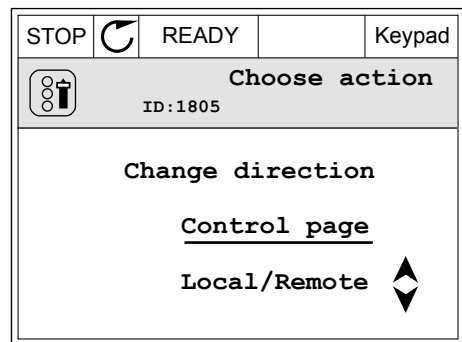 STOP READY Keypad
Choose action
ID:1805
Change direction
Control page
Local/Remote